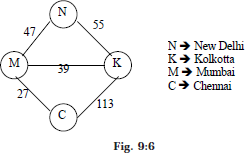 N
47
55
N ➔ New Delhi
K ➔ Kolkotta
M ➔ Mumbai
C ➔ Chennai
M
39
K
27
113
C
Fig. 9:6